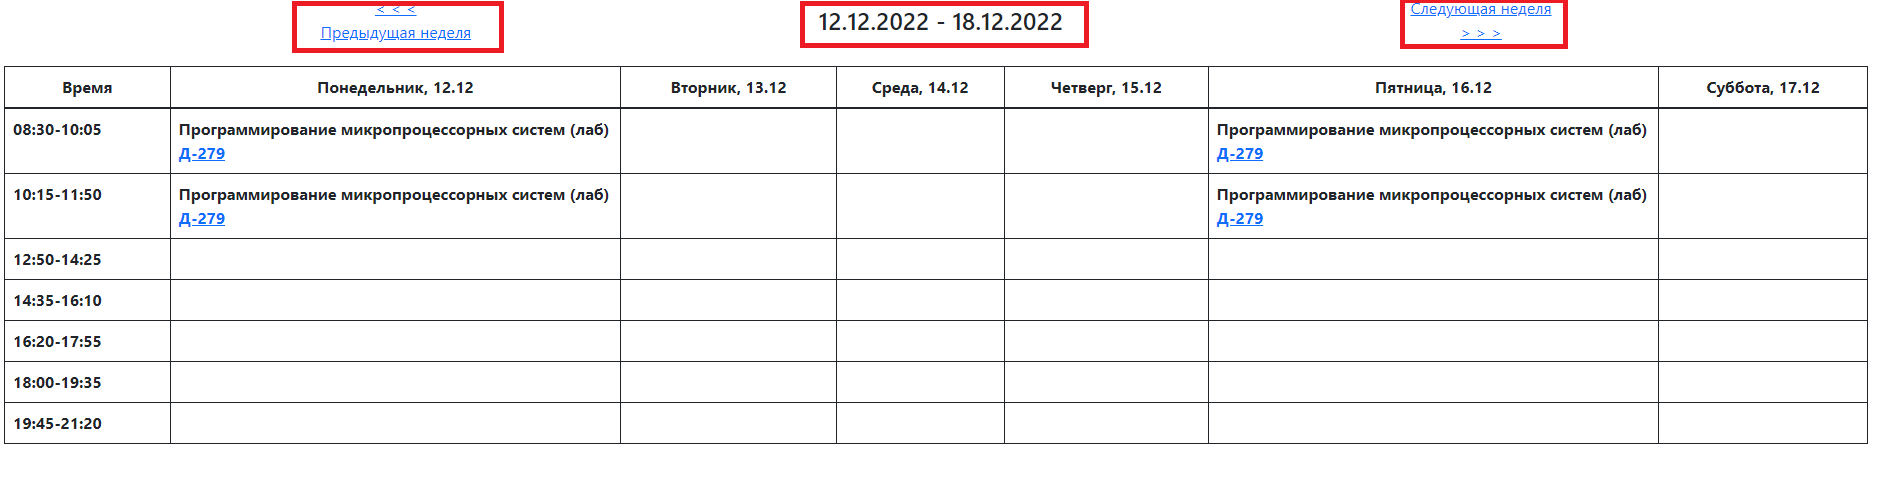 < < <
Предыдущая неделя
12.12.2022 - 18.12.2022
Следующая неделя
> > >
Время Понедельник, 12.12 Вторник, 13.12 Среда, 14.12 Четверг, 15.12 Пятница, 16.12 Суббота, 17.12
08:30-10:05 Программирование микропроцессорных систем (лаб) Программирование микропроцессорных систем (лаб)
Д-279 Д-279
10:15-11:50 Программирование микропроцессорных систем (лаб) Программирование микропроцессорных систем (лаб)
Д-279 Д-279
12:50-14:25
14:35-16:10
16:20-17:55
18:00-19:35
19:45-21:20